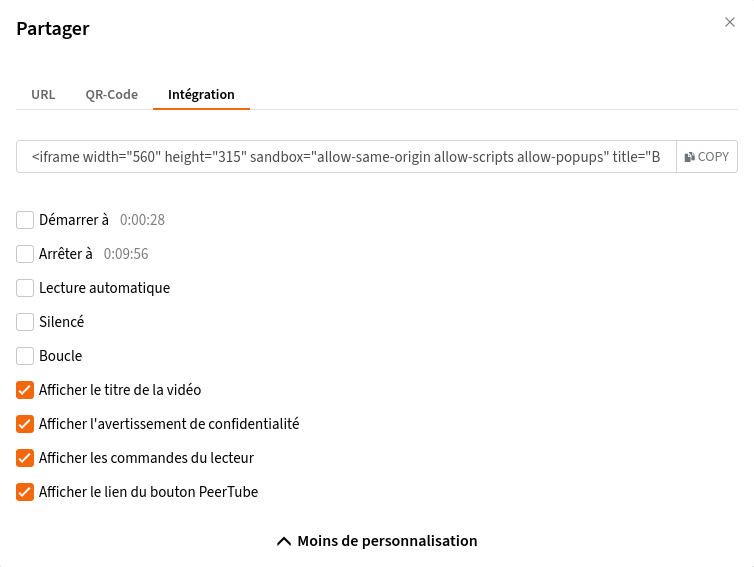 Partager
URL QR-Code Intégration
<iframe width="560" height="315" sandbox="allow-same-origin allow-scripts allow-popups" title="B COPY
Démarrer à 0:00:28
Arrêter à 0:09:56
Lecture automatique
Silencé
Boucle
Afficher le titre de la vidéo
Afficher l'avertissement de confidentialité
Afficher les commandes du lecteur
Afficher le lien du bouton PeerTube
Moins de personnalisation